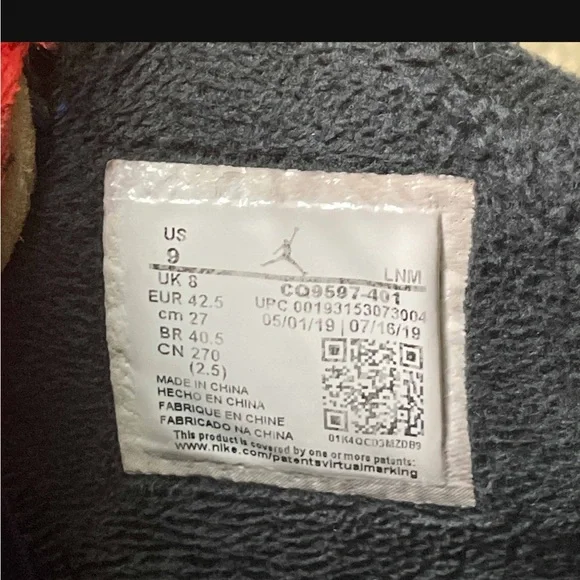 US
9
LNM
UK 8
CQ9597-401
EUR 42.5
UPC 00193153073004
cm 27
05/01/19 | 07/16/19
BR 40.5
CN 270
(2.5)
MADE IN CHINA
HECHO EN CHINA
FABRIQUE EN CHINE
FABRICADO NA CHINA
01K4QC03MZDB9
This product is covered by one or more patents:
www.nike.com/patentsvirtualmarking